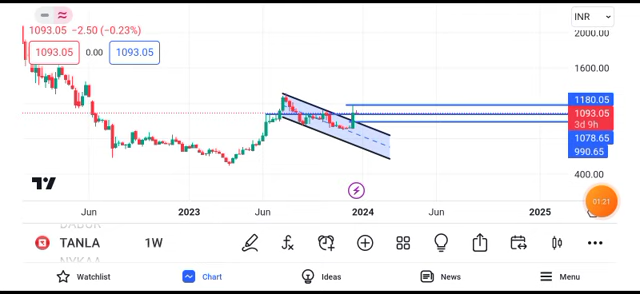 1093.05 −2.50 (−0.23%)
1093.05 0.00 1093.05
INR
2000.00
1600.00
1180.05
1093.05
3d 9h
1078.65
990.65
400.00
Jun 2023 Jun 2024 Jun 2025
01:21
TANLA 1W
NYKAA
Watchlist Chart Ideas News Menu